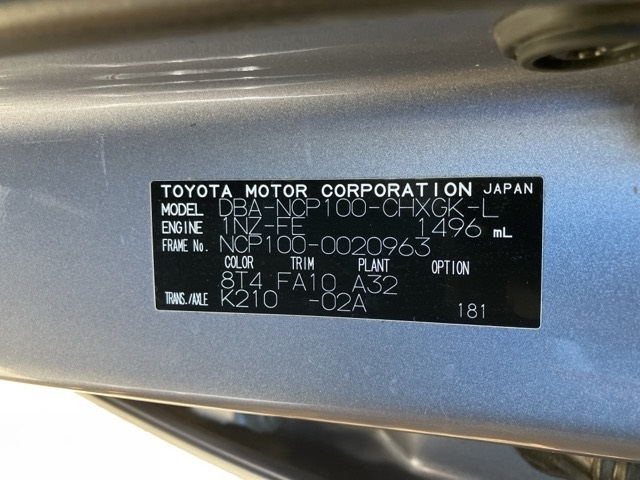 TOYOTA MOTOR CORPORATION JAPAN
MODEL DBA-NCP100-CHXGK-L
ENGINE 1NZ-FE 1496 mL
FRAME No. NCP100-0020963
COLOR TRIM PLANT OPTION
8T4 FA10 A32
TRANS./AXLE K210 -02A
181